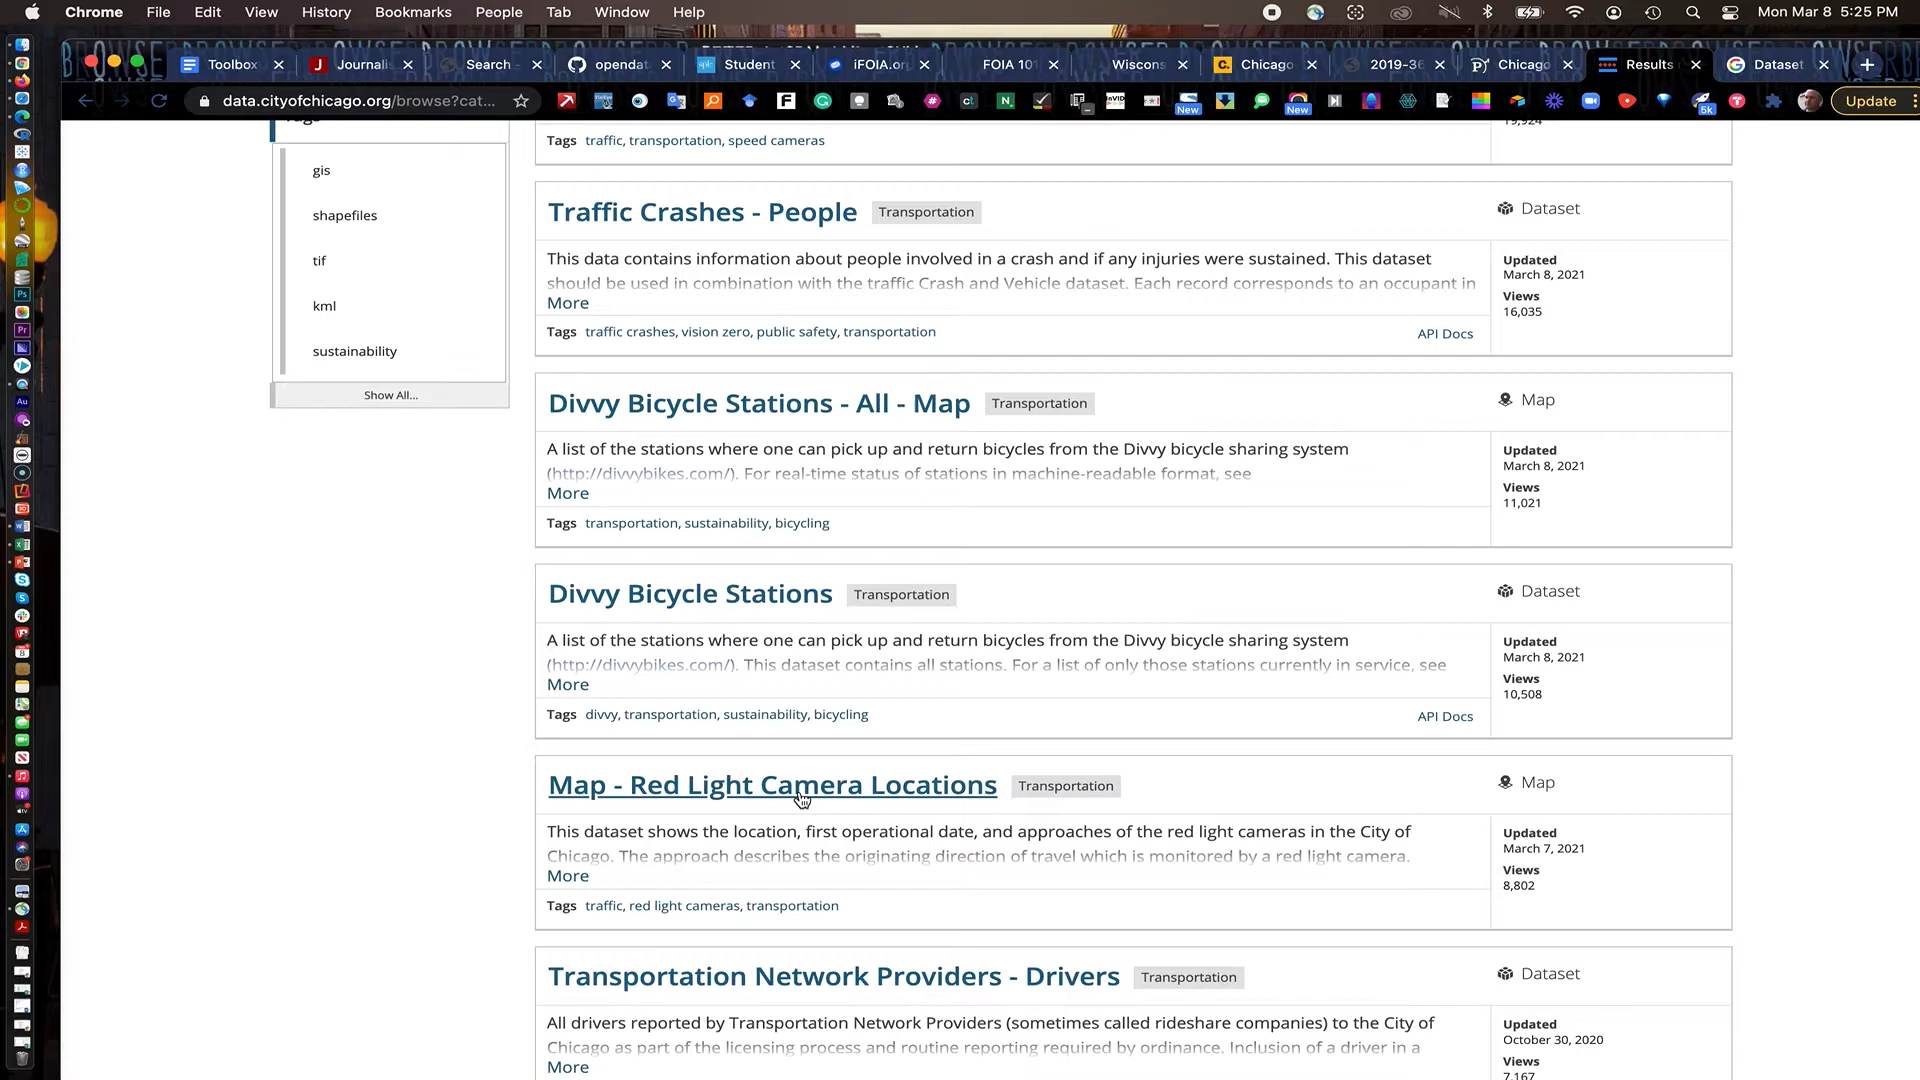 Chrome File Edit View History Bookmarks People Tab Window Help
Mon Mar 8 5:25 PM
Toolbox
Journalis
Search -
opendat
Student
iFOIA.or
FOIA 101
Wiscons
Chicago
2019-36
Chicago
Results
Dataset
data.cityofchicago.org/browse?cat...
New
New
5k
Update
gis
shapefiles
tif
kml
sustainability
Show All...
Tags traffic, transportation, speed cameras
Traffic Crashes - People Transportation
Dataset
This data contains information about people involved in a crash and if any injuries were sustained. This dataset
should be used in combination with the traffic Crash and Vehicle dataset. Each record corresponds to an occupant in
More
Tags traffic crashes, vision zero, public safety, transportation
API Docs
Updated
March 8, 2021
Views
16,035
Divvy Bicycle Stations - All - Map Transportation
Map
A list of the stations where one can pick up and return bicycles from the Divvy bicycle sharing system
(http://divvybikes.com/). For real-time status of stations in machine-readable format, see
More
Tags transportation, sustainability, bicycling
Updated
March 8, 2021
Views
11,021
Divvy Bicycle Stations Transportation
Dataset
A list of the stations where one can pick up and return bicycles from the Divvy bicycle sharing system
(http://divvybikes.com/). This dataset contains all stations. For a list of only those stations currently in service, see
More
Tags divvy, transportation, sustainability, bicycling
API Docs
Updated
March 8, 2021
Views
10,508
Map - Red Light Camera Locations Transportation
Map
This dataset shows the location, first operational date, and approaches of the red light cameras in the City of
Chicago. The approach describes the originating direction of travel which is monitored by a red light camera.
More
Tags traffic, red light cameras, transportation
Updated
March 7, 2021
Views
8,802
Transportation Network Providers - Drivers Transportation
Dataset
All drivers reported by Transportation Network Providers (sometimes called rideshare companies) to the City of
Chicago as part of the licensing process and routine reporting required by ordinance. Inclusion of a driver in a
More
Updated
October 30, 2020
Views
7,167